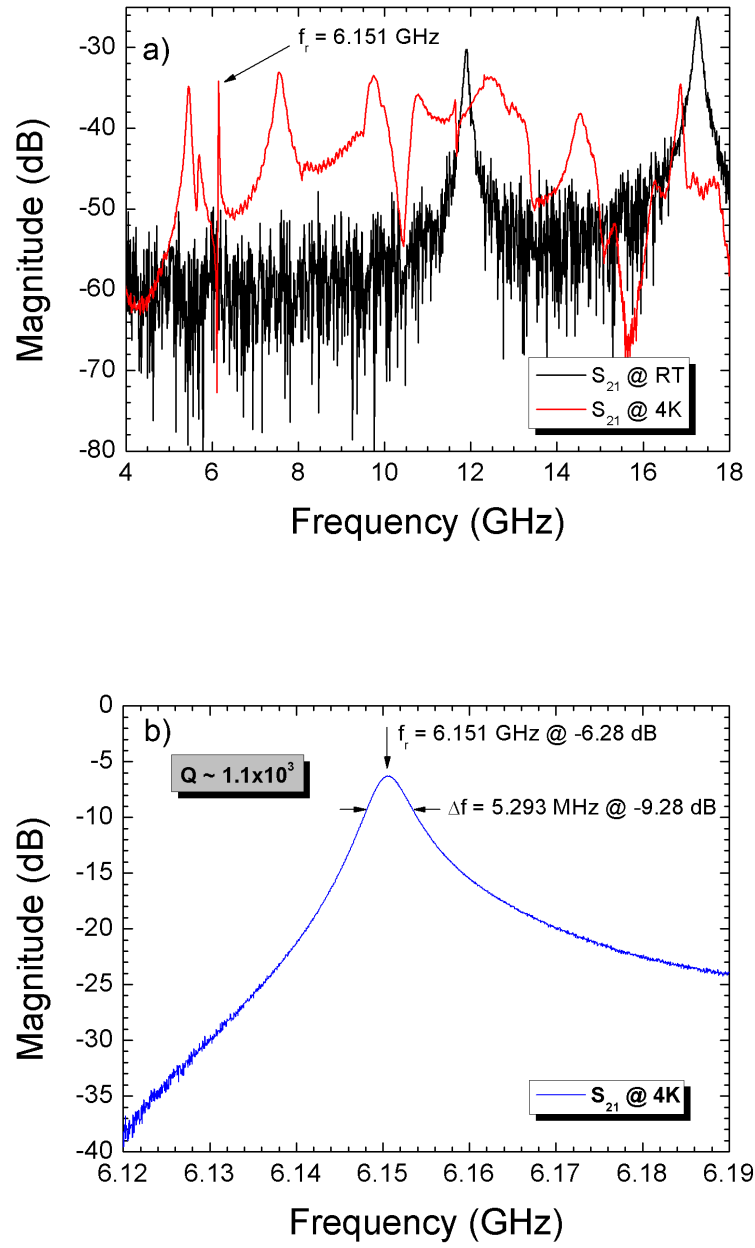 a)
f_r = 6.151 GHz
-30
-40
-50
-60
-70
-80
Magnitude (dB)
S_21 @ RT
S_21 @ 4K
4 6 8 10 12 14 16 18
Frequency (GHz)
b)
f_r = 6.151 GHz @ -6.28 dB
Q ~ 1.1x10^3
Δf = 5.293 MHz @ -9.28 dB
0
-5
-10
-15
-20
-25
-30
-35
-40
Magnitude (dB)
S_21 @ 4K
6.12 6.13 6.14 6.15 6.16 6.17 6.18 6.19
Frequency (GHz)